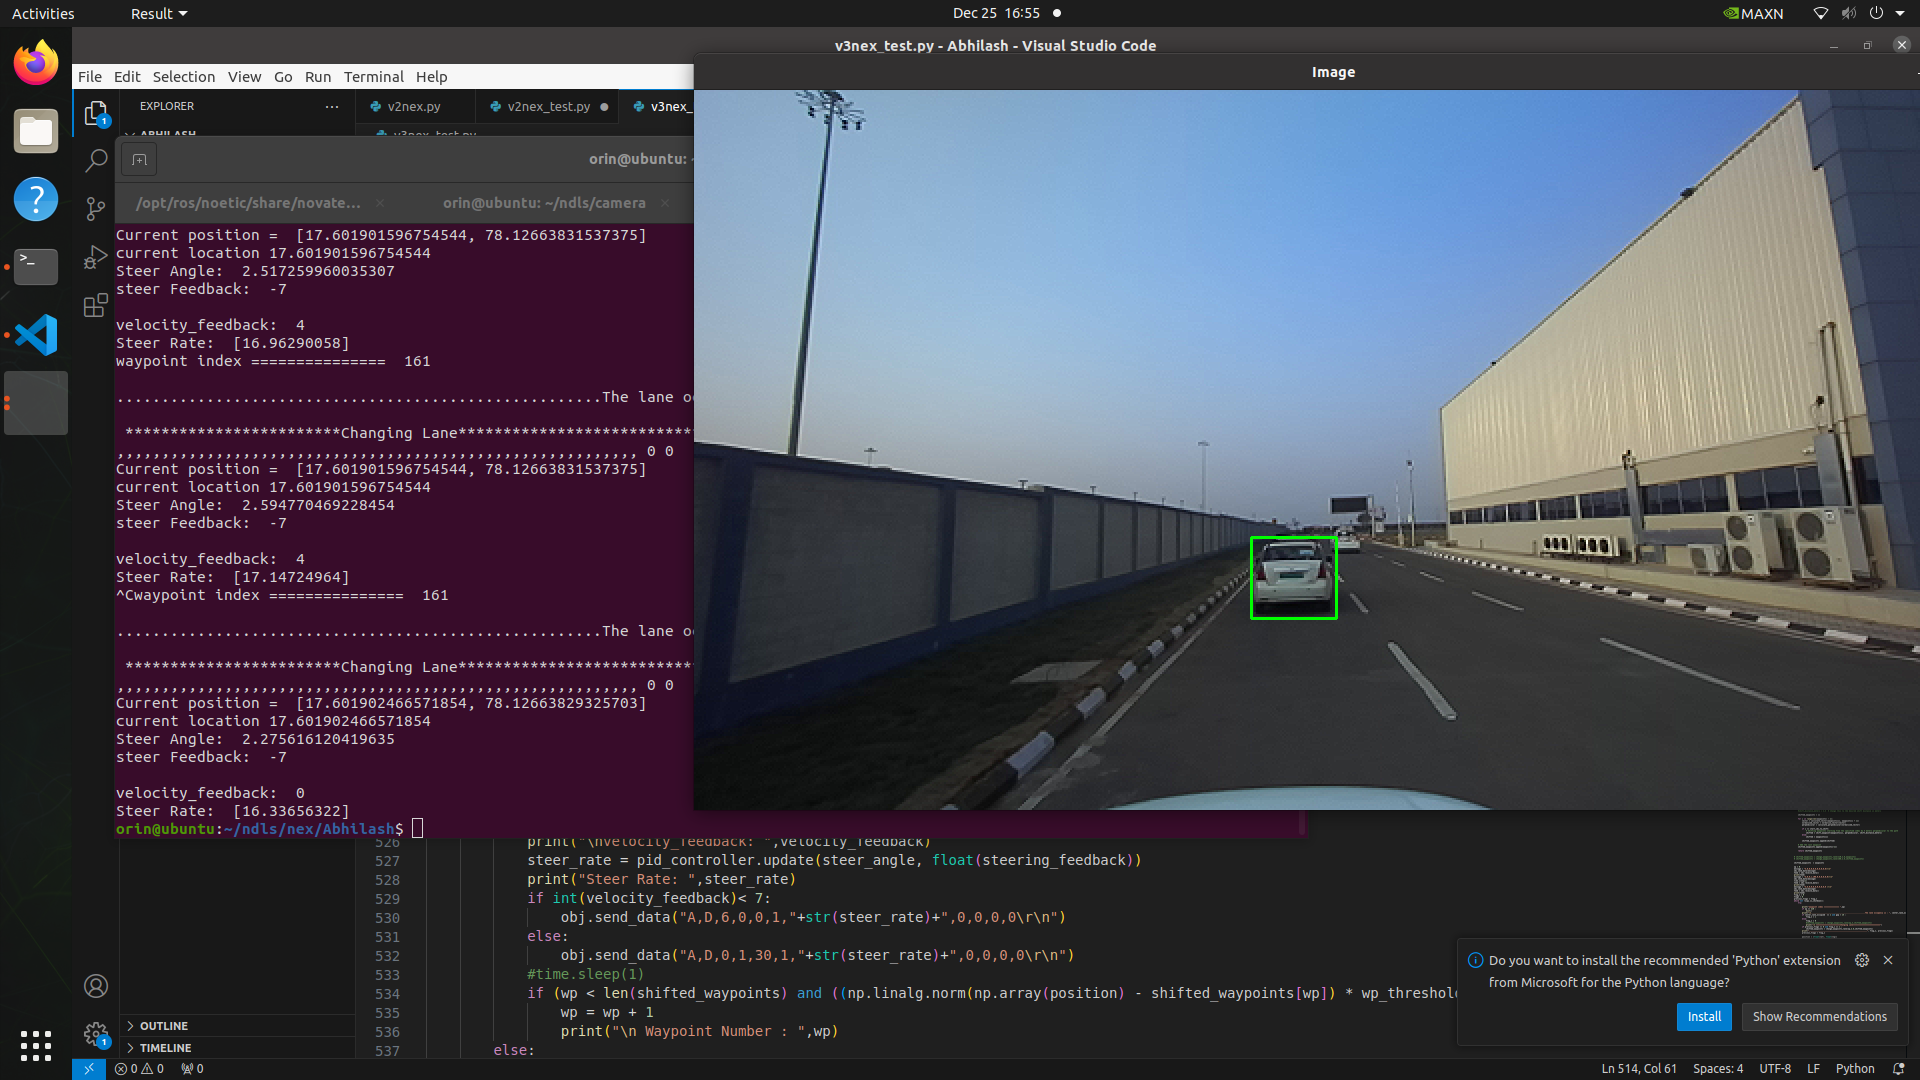 Activities
Result
Dec 25 16:55
MAXN
v3nex_test.py - Abhilash - Visual Studio Code
File Edit Selection View Go Run Terminal Help
Image
EXPLORER
v2nex.py
v2nex_test.py
v3nex_
ABHILASH
v3nex_test.py
orin@ubuntu: ~
/opt/ros/noetic/share/novate...
orin@ubuntu: ~/ndls/camera
Current position =  [17.601901596754544, 78.12663831537375]
current location 17.601901596754544
Steer Angle:  2.517259960035307
steer Feedback:  -7
velocity_feedback:  4
Steer Rate:  [16.96290058]
waypoint index ===============  161
......................................................The lane o
*************************Changing Lane**************************
,,,,,,,,,,,,,,,,,,,,,,,,,,,,,,,,,,,,,,,,,,,,,,,,,,,,,,,,,, 0 0
Current position =  [17.601901596754544, 78.12663831537375]
current location 17.601901596754544
Steer Angle:  2.594770469228454
steer Feedback:  -7
velocity_feedback:  4
Steer Rate:  [17.14724964]
^Cwaypoint index ===============  161
......................................................The lane o
*************************Changing Lane**************************
,,,,,,,,,,,,,,,,,,,,,,,,,,,,,,,,,,,,,,,,,,,,,,,,,,,,,,,,,, 0 0
Current position =  [17.601902466571854, 78.12663829325703]
current location 17.601902466571854
Steer Angle:  2.275616120419635
steer Feedback:  -7
velocity_feedback:  0
Steer Rate:  [16.33656322]
orin@ubuntu:~/ndls/nex/Abhilash$
526 print("\nvelocity_feedback: ",velocity_feedback)
527 steer_rate = pid_controller.update(steer_angle, float(steering_feedback))
528 print("Steer Rate: ",steer_rate)
529 if int(velocity_feedback)< 7:
530 obj.send_data("A,D,6,0,0,1,"+str(steer_rate)+",0,0,0,0\r\n")
531 else:
532 obj.send_data("A,D,0,1,30,1,"+str(steer_rate)+",0,0,0,0\r\n")
533 #time.sleep(1)
534 if (wp < len(shifted_waypoints) and ((np.linalg.norm(np.array(position) - shifted_waypoints[wp]) * wp_threshold
535 wp = wp + 1
536 print("\n Waypoint Number : ",wp)
537 else:
OUTLINE
TIMELINE
Do you want to install the recommended 'Python' extension
from Microsoft for the Python language?
Install
Show Recommendations
0 0 0
Ln 514, Col 61 Spaces: 4 UTF-8 LF Python